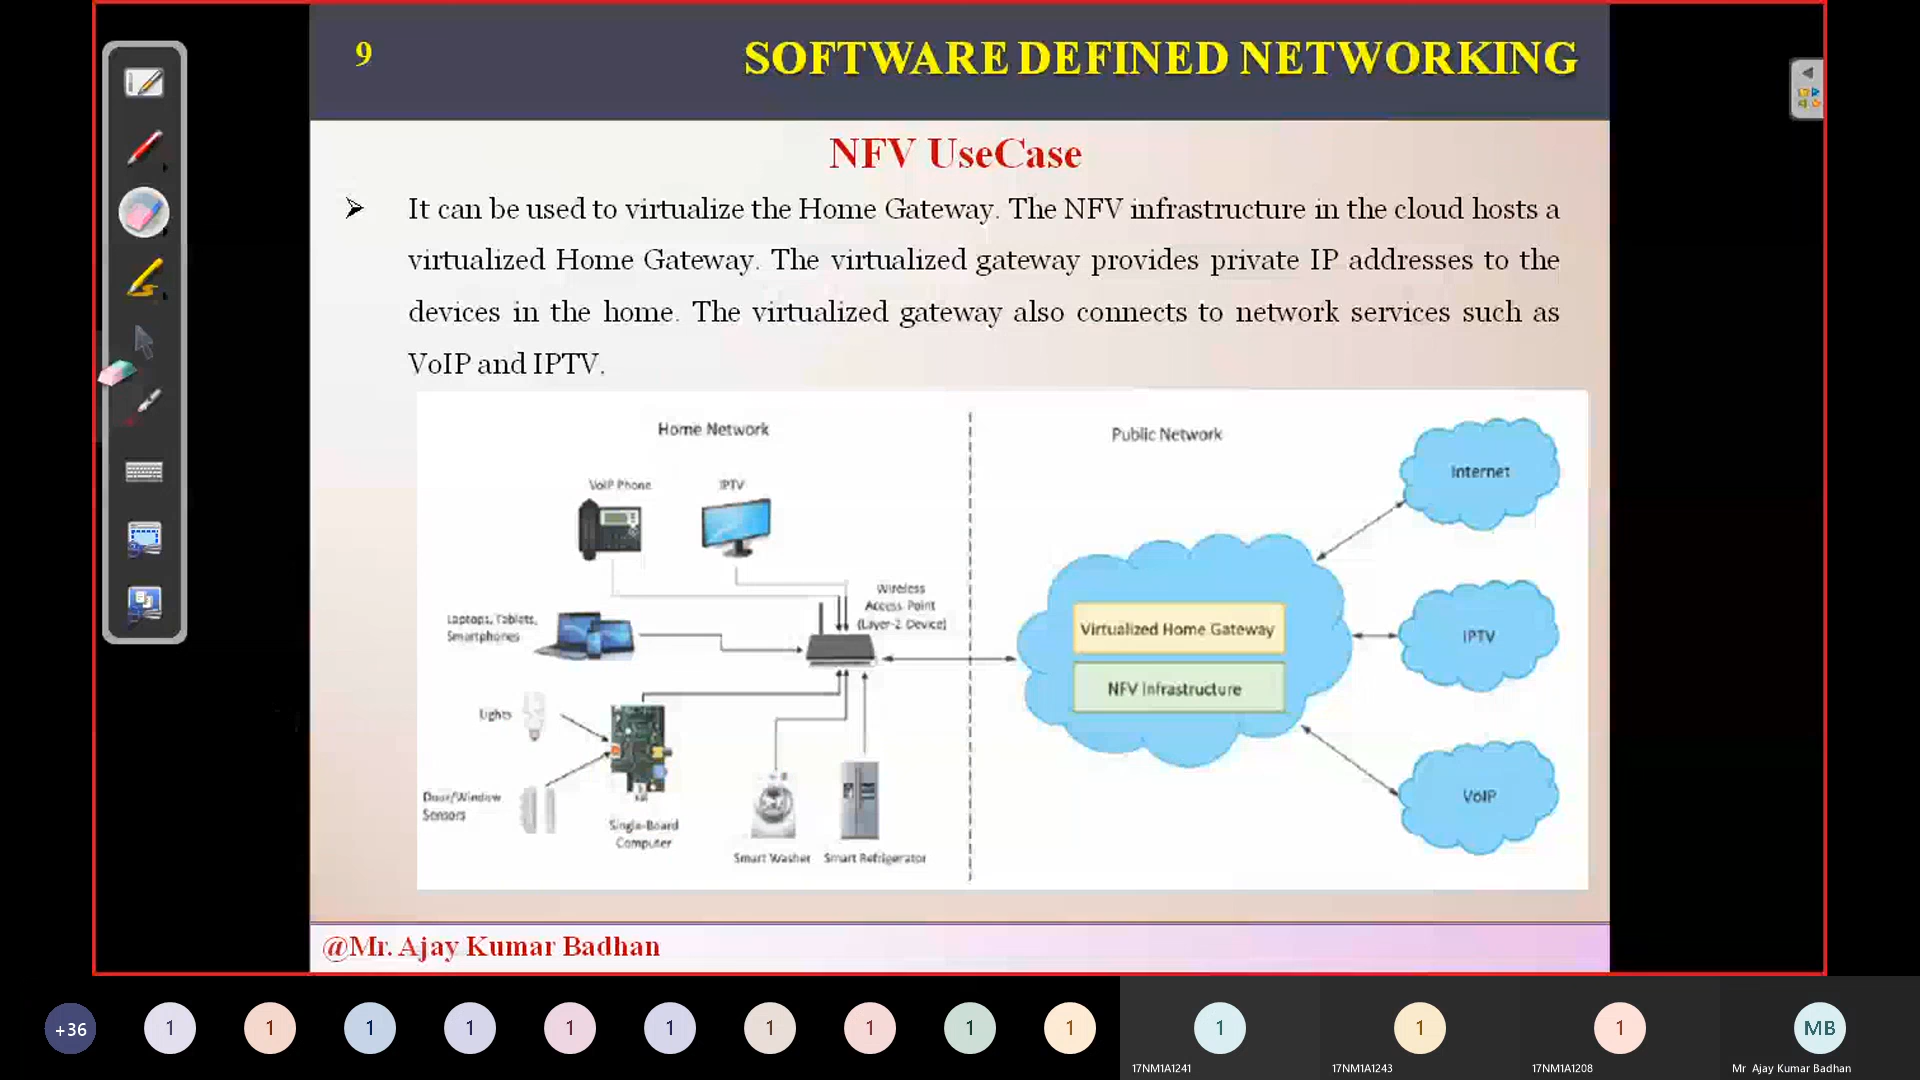 9
SOFTWARE DEFINED NETWORKING
NFV UseCase
It can be used to virtualize the Home Gateway. The NFV infrastructure in the cloud hosts a
virtualized Home Gateway. The virtualized gateway provides private IP addresses to the
devices in the home. The virtualized gateway also connects to network services such as
VoIP and IPTV.
Home Network
Public Network
Internet
VoIP Phone
IPTV
Wireless
Access Point
(Layer-2 Device)
Laptops, Tablets,
Smartphones
Virtualized Home Gateway
IPTV
NFV Infrastructure
Lights
Door/Window
Sensors
VoIP
Single-Board
Computer
Smart Washer
Smart Refrigerator
@Mr. Ajay Kumar Badhan
+36
1
1
1
1
1
1
1
1
1
1
1
1
1
MB
17NM1A1241
17NM1A1243
17NM1A1208
Mr Ajay Kumar Badhan